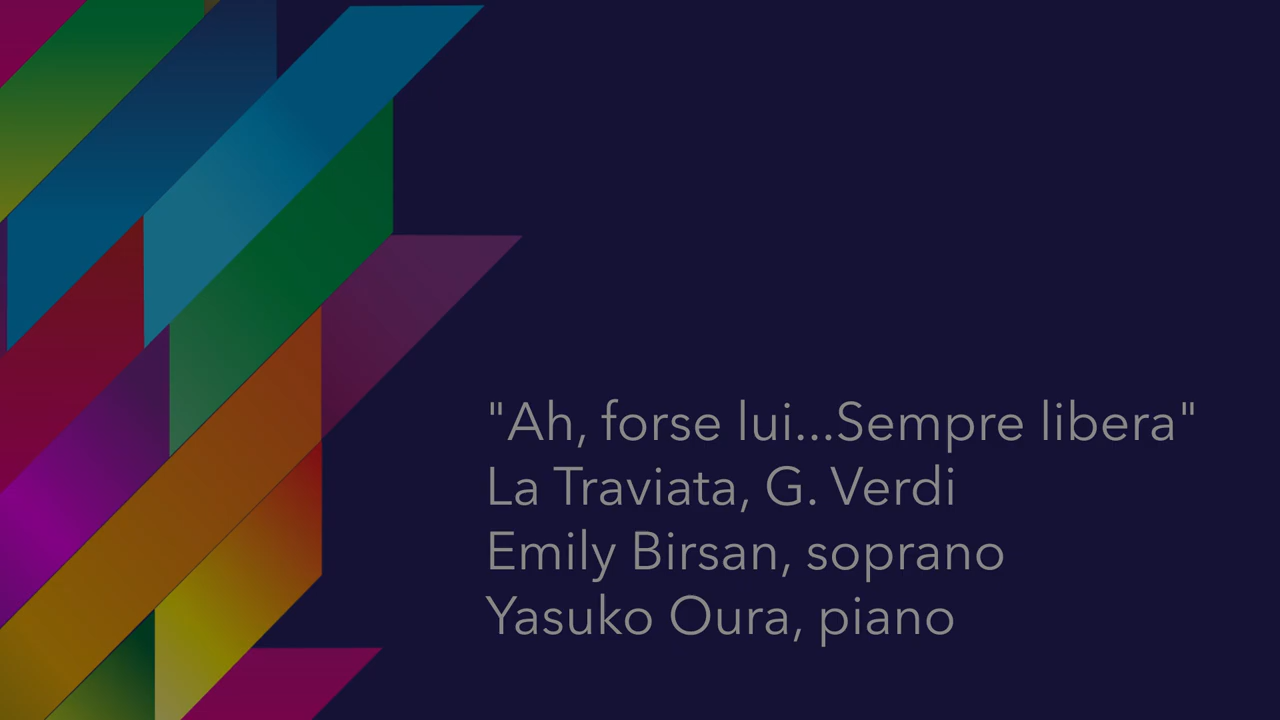 "Ah, forse lui...Sempre libera"
La Traviata, G. Verdi
Emily Birsan, soprano
Yasuko Oura, piano